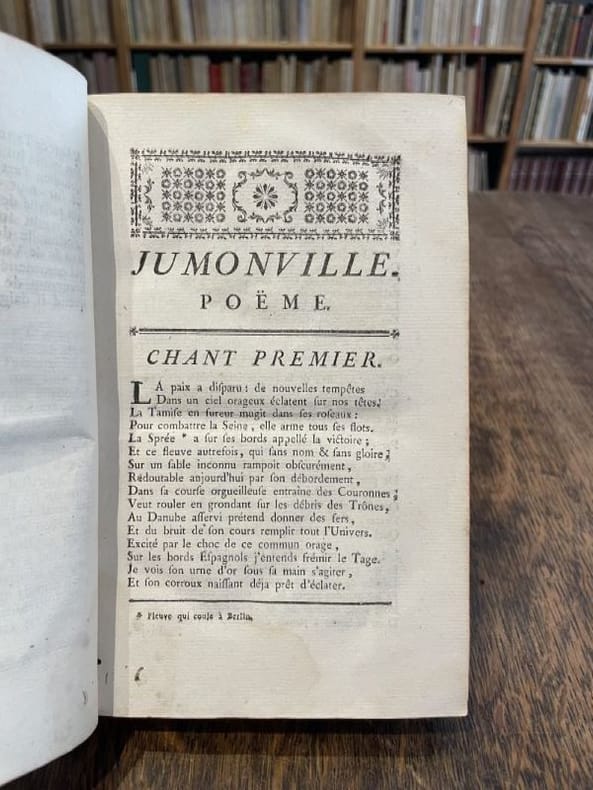 JUMONVILLE.
POËME.
CHANT PREMIER.
LA paix a disparu : de nouvelles tempêtes
Dans un ciel orageux éclatent sur nos têtes.
La Tamise en fureur mugit dans ses roseaux :
Pour combattre la Seine, elle arme tous ses flots.
La Sprée * a sur ses bords appellé la victoire ;
Et ce fleuve autrefois, qui sans nom & sans gloire ;
Sur un sable inconnu rampoit obscurément,
Rédoutable aujourd'hui par son débordement,
Dans sa course orgueilleuse entraine des Couronnes ;
Veut rouler en grondant sur les débris des Trônes,
Au Danube asservi prétend donner des fers,
Et du bruit de son cours remplit tout l'Univers.
Excité par le choc de ce commun orage,
Sur les bords Espagnols j'entends frémir le Tage.
Je vois son urne d'or sous sa main s'agiter,
Et son corroux naissant déja prêt d'éclater.
* Fleuve qui coule à Berlin.